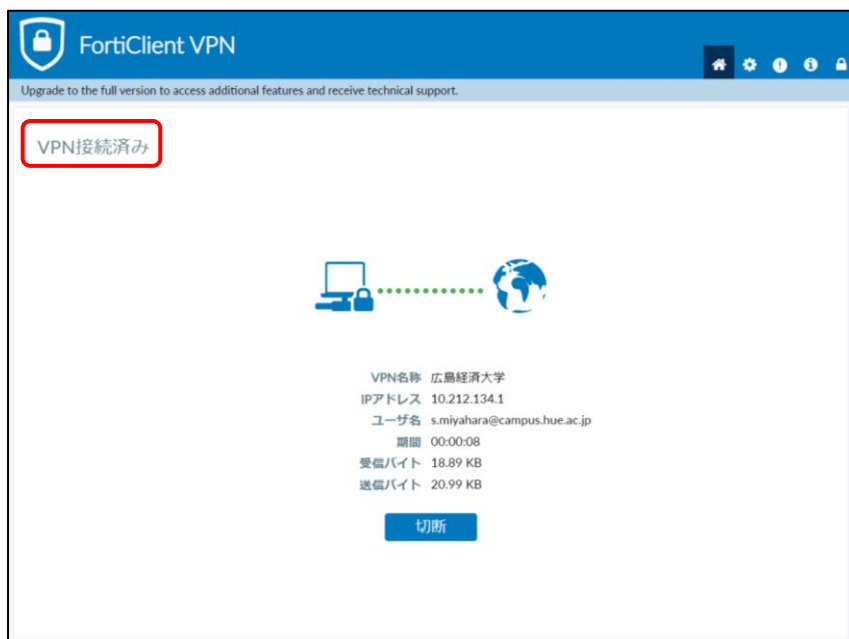 FortiClient VPN
Upgrade to the full version to access additional features and receive technical support.
VPN接続済み
VPN名称 広島経済大学
IPアドレス 10.212.134.1
ユーザ名 s.miyahara@campus.hue.ac.jp
期間 00:00:08
受信バイト 18.89 KB
送信バイト 20.99 KB
切断